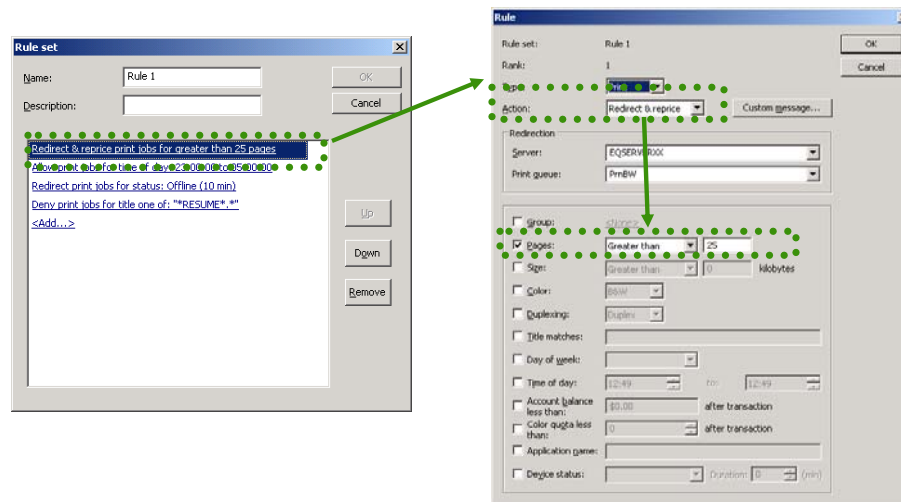 Rule set
Name:
Rule 1
OK
Description:
Cancel
Redirect & reprice print jobs for greater than 25 pages
Allow print jobs for time of day: 23:00:00 to 05:00:00
Redirect print jobs for status: Offline (10 min)
Deny print jobs for title one of: "*RESUME*.*"
<Add...>
Up
Down
Remove
Rule
Rule set: Rule 1
OK
Rank: 1
Cancel
Type: Print
Action: Redirect & reprice Custom message...
Redirection
Server:
Print queue: PrnBW
Group: <None>
Pages: Greater than 25
Size: Greater than 0 kilobytes
Color: B&W
Duplexing: Duplex
Title matches:
Day of week:
Time of day: 12:49 to: 12:49
Account balance less than: $0.00 after transaction
Color quota less than: 0 after transaction
Application name:
Device status: Duration: 0 (min)